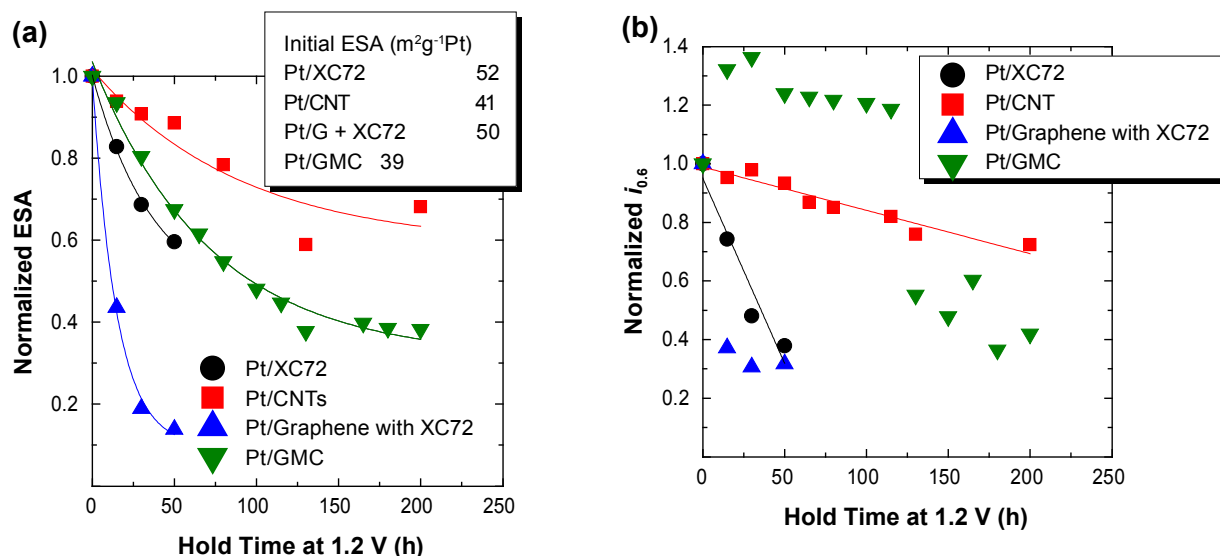 (a)
Initial ESA (m²g⁻¹Pt)
Pt/XC72 52
Pt/CNT 41
Pt/G + XC72 50
Pt/GMC 39
1.0
0.8
0.6
0.4
0.2
Normalized ESA
Pt/XC72
Pt/CNTs
Pt/Graphene with XC72
Pt/GMC
0 50 100 150 200 250
Hold Time at 1.2 V (h)
(b)
Pt/XC72
Pt/CNT
Pt/Graphene with XC72
Pt/GMC
1.4
1.2
1.0
0.8
0.6
0.4
0.2
Normalized i₀.₆
0 50 100 150 200 250
Hold Time at 1.2 V (h)